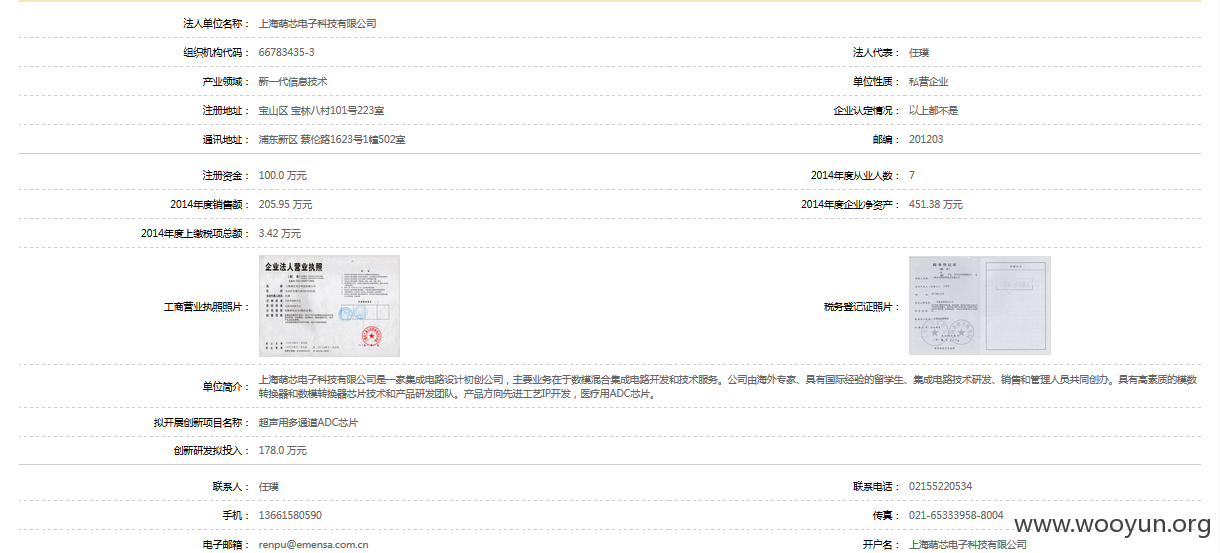 法人单位名称： 上海萌芯电子科技有限公司
组织机构代码： 66783435-3 法人代表： 任璞
产业领域： 新一代信息技术 单位性质： 私营企业
注册地址： 宝山区 宝林八村101号223室 企业认定情况： 以上都不是
通讯地址： 浦东新区 蔡伦路1623号1幢502室 邮编： 201203
注册资金： 100.0 万元 2014年度从业人数： 7
2014年度销售额： 205.95 万元 2014年度企业净资产： 451.38 万元
2014年度上缴税项总额： 3.42 万元
企业法人营业执照
税务登记证
工商营业执照照片： 税务登记证照片：
单位简介： 上海萌芯电子科技有限公司是一家集成电路设计初创公司，主要业务在于数模混合集成电路开发和技术服务。公司由海外专家、具有国际经验的留学生、集成电路技术研发、销售和管理人员共同创办。具有高素质的模数
转换器和数模转换器芯片技术和产品研发团队。产品方向先进工艺IP开发，医疗用ADC芯片。
拟开展创新项目名称： 超声用多通道ADC芯片
创新研发拟投入： 178.0 万元
联系人： 任璞 联系电话： 02155220534
手机： 13661580590 传真： 021-65333958-8004
www.wooyun.org
电子邮箱： renpu@emensa.com.cn 开户名： 上海萌芯电子科技有限公司